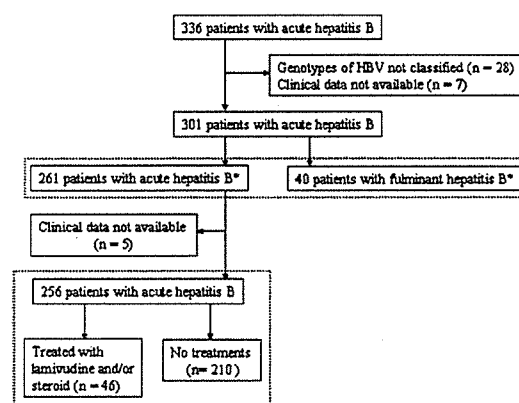 336 patients with acute hepatitis B
Genotypes of HBV not classified (n = 28)
Clinical data not available (n = 7)
301 patients with acute hepatitis B
261 patients with acute hepatitis B*
40 patients with fulminant hepatitis B*
Clinical data not available
(n = 5)
256 patients with acute hepatitis B
Treated with
lamivudine and/or
steroid (n = 46)
No treatments
(n= 210)